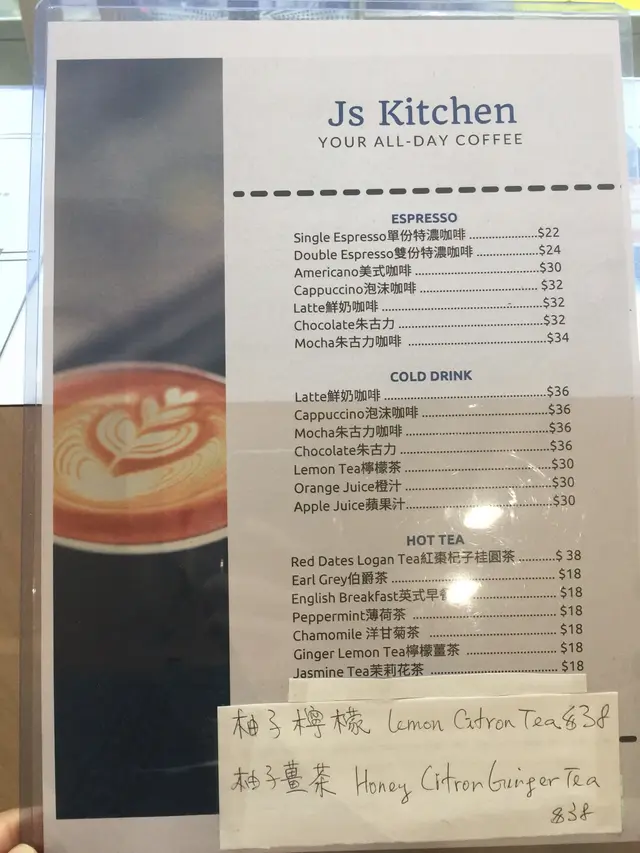 Js Kitchen
YOUR ALL-DAY COFFEE
ESPRESSO
Single Espresso單份特濃咖啡 ....................$22
Double Espresso雙份特濃咖啡 .........................$24
Americano美式咖啡 ...........................................$30
Cappuccino泡沫咖啡 ......................................... $32
Latte鮮奶咖啡 ......................................................$32
Chocolate朱古力 ..................................................$32
Mocha朱古力咖啡 ................................................$34
COLD DRINK
Latte鮮奶咖啡 ......................................................$36
Cappuccino泡沫咖啡 ..........................................$36
Mocha朱古力咖啡 ................................................$36
Chocolate朱古力 ..................................................$36
Lemon Tea檸檬茶 .................................................$30
Orange Juice橙汁 .................................................$30
Apple Juice蘋果汁.................................................$30
HOT TEA
Red Dates Logan Tea紅棗杞子桂圓茶 ...........$ 38
Earl Grey伯爵茶 .................................................. $18
English Breakfast英式早 $18
Peppermint薄荷茶 .............................................. $18
Chamomile 洋甘菊茶 ........................................ $18
Ginger Lemon Tea檸檬薑茶 ............................. $18
Jasmine Tea茉莉花茶 ........................................ $18
柚子檸檬 Lemon Citron Tea $38
柚子薑茶 Honey Citron Guinger Tea
$38